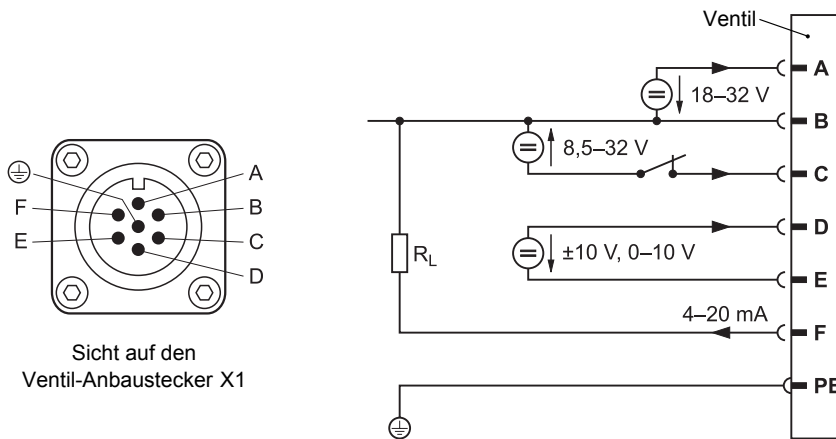 Ventil
A
18–32 V
B
8,5–32 V
C
D
±10 V, 0–10 V
E
R_L
4–20 mA
F
PE
A
F
B
E
C
D
Sicht auf den
Ventil-Anbaustecker X1